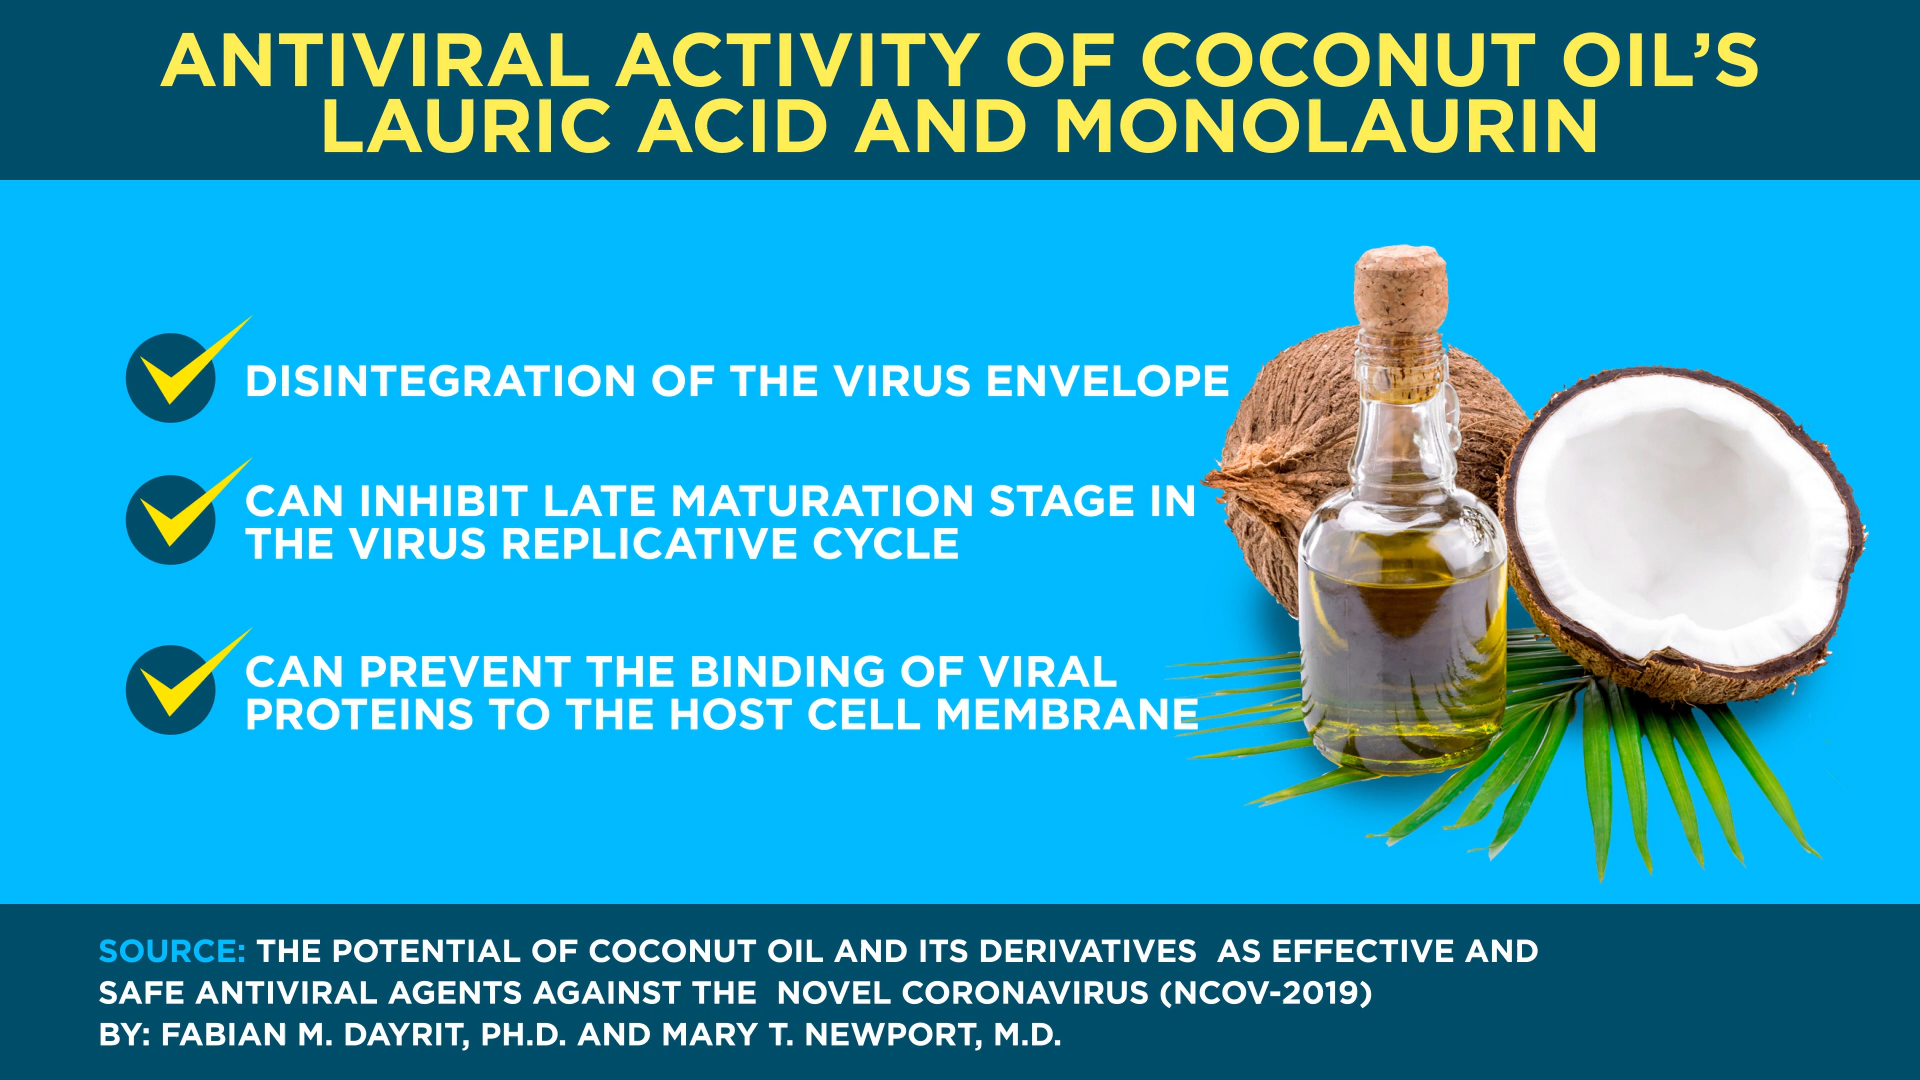 ANTIVIRAL ACTIVITY OF COCONUT OIL’S
LAURIC ACID AND MONOLAURIN
DISINTEGRATION OF THE VIRUS ENVELOPE
CAN INHIBIT LATE MATURATION STAGE IN
THE VIRUS REPLICATIVE CYCLE
CAN PREVENT THE BINDING OF VIRAL
PROTEINS TO THE HOST CELL MEMBRANE
SOURCE: THE POTENTIAL OF COCONUT OIL AND ITS DERIVATIVES AS EFFECTIVE AND
SAFE ANTIVIRAL AGENTS AGAINST THE NOVEL CORONAVIRUS (NCOV-2019)
BY: FABIAN M. DAYRIT, PH.D. AND MARY T. NEWPORT, M.D.